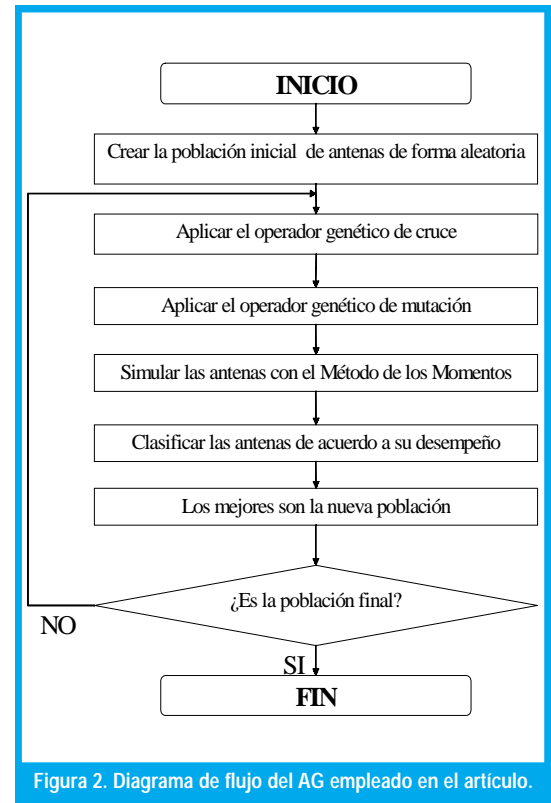 INICIO
Crear la población inicial de antenas de forma aleatoria
Aplicar el operador genético de cruce
Aplicar el operador genético de mutación
Simular las antenas con el Método de los Momentos
Clasificar las antenas de acuerdo a su desempeño
Los mejores son la nueva población
¿Es la población final?
NO
SI
FIN
Figura 2. Diagrama de flujo del AG empleado en el artículo.